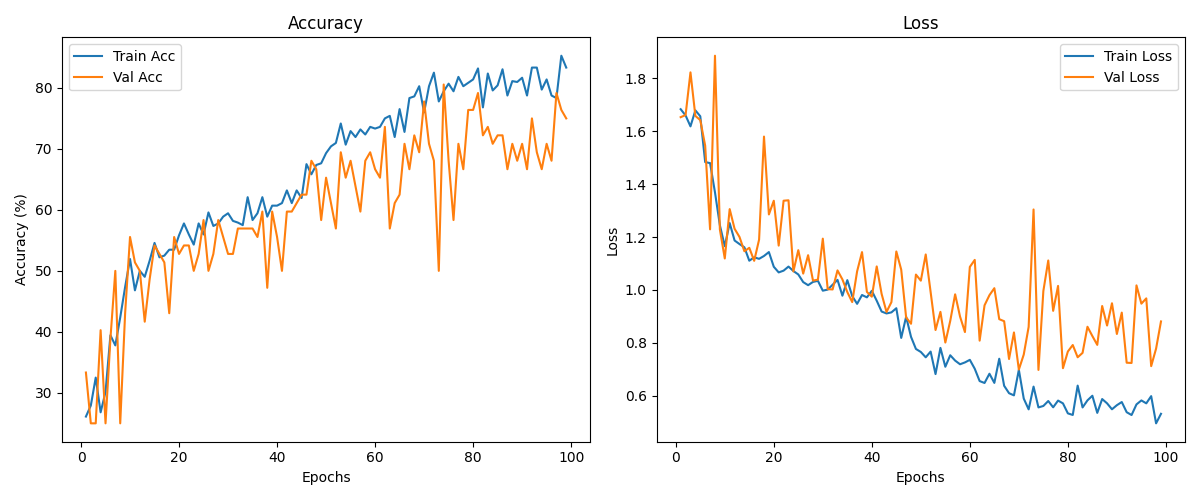 Accuracy
Train Acc
Val Acc
Accuracy (%)
80
70
60
50
40
30
0 20 40 60 80 100
Epochs
Loss
Train Loss
Val Loss
Loss
1.8
1.6
1.4
1.2
1.0
0.8
0.6
0 20 40 60 80 100
Epochs